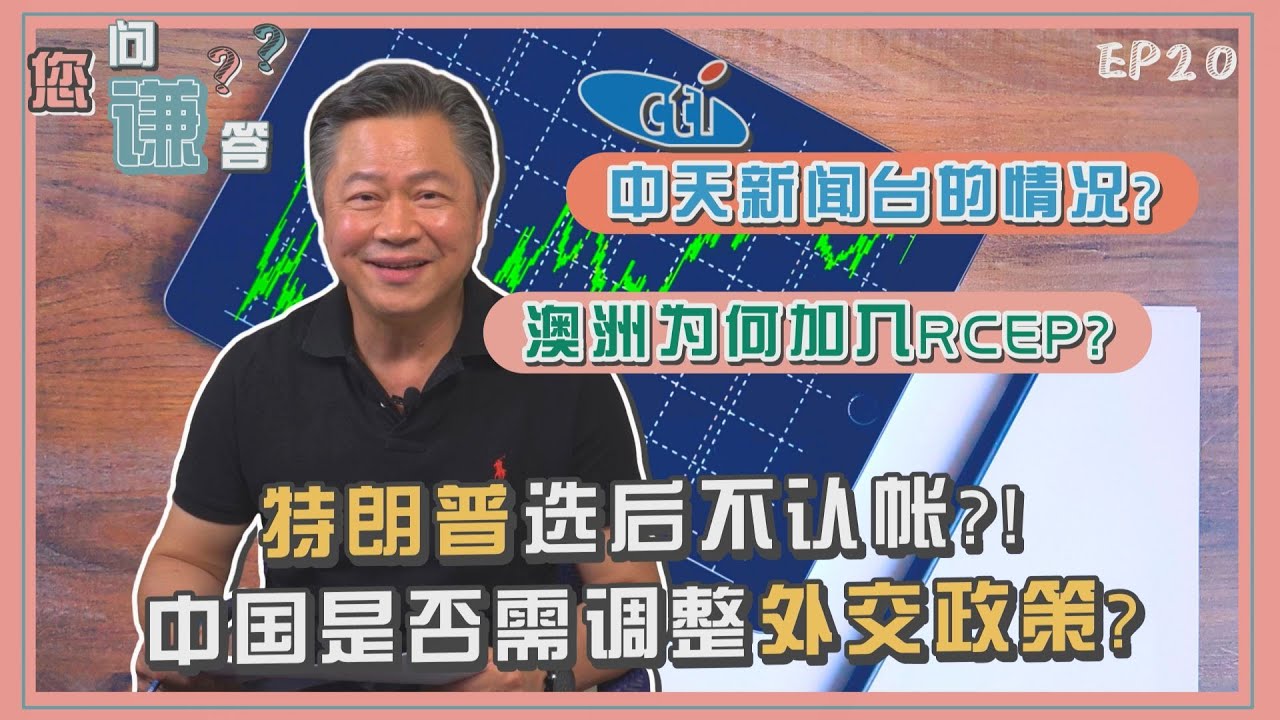 您问谦答??
EP20
cti
中天新闻台的情况?
澳洲为何加入RCEP?
特朗普选后不认帐?!
中国是否需调整外交政策?